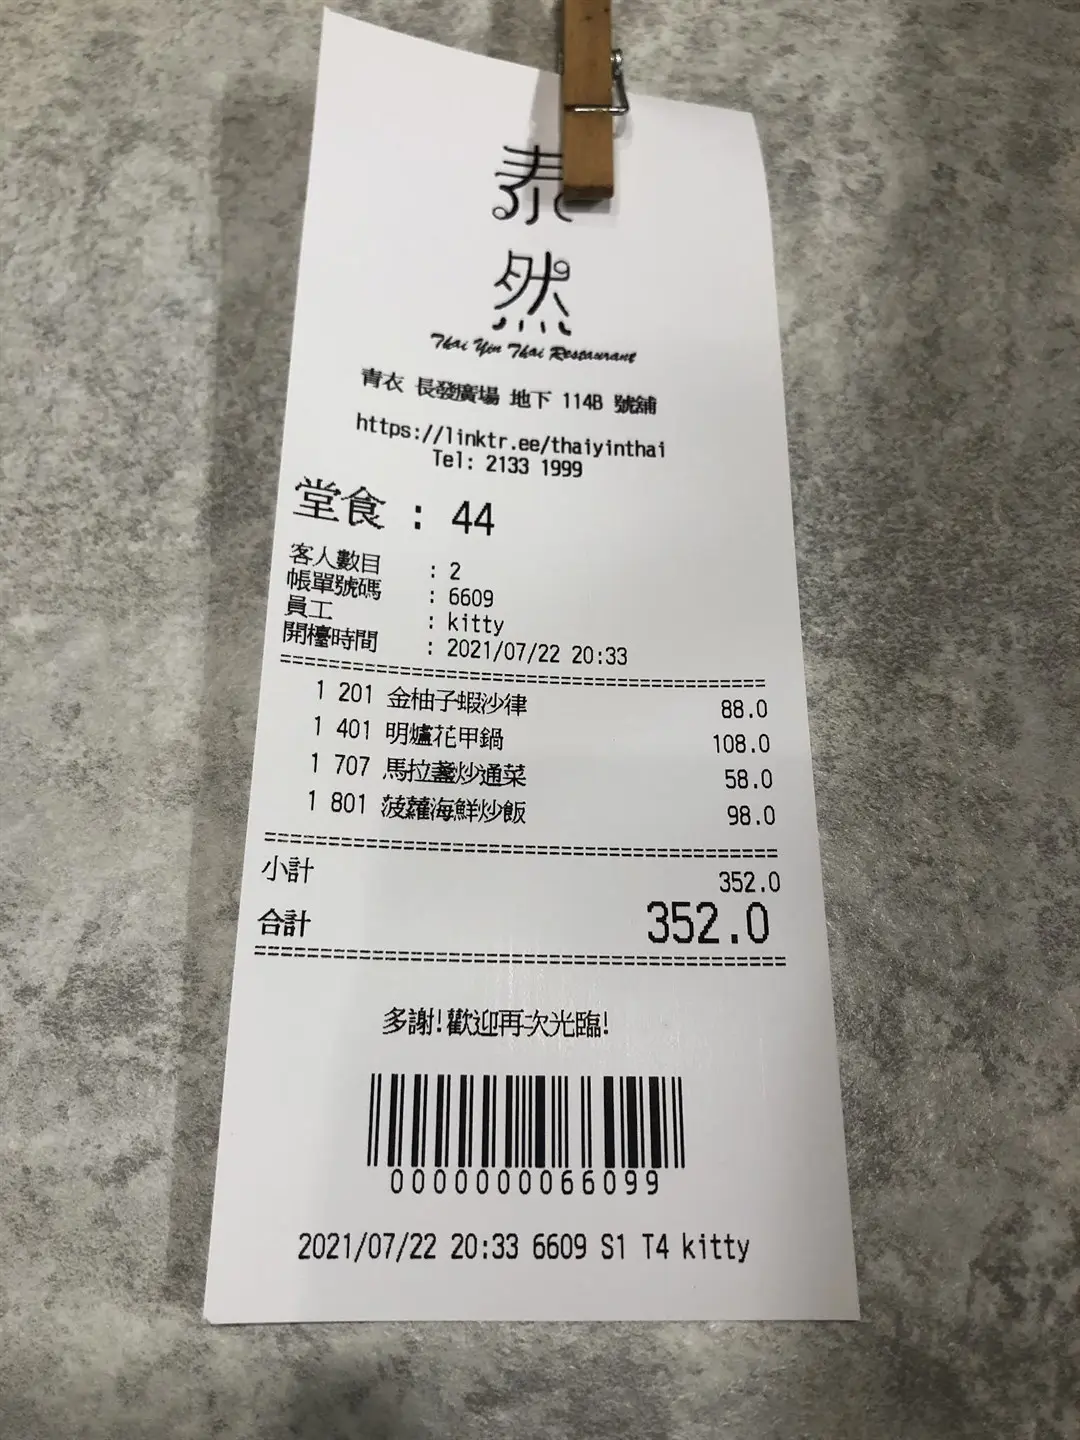 泰
然
Thai Yin Thai Restaurant
青衣 長發廣場 地下 114B 號舖
https://linktr.ee/thaiyinthai
Tel: 2133 1999
堂食 : 44
客人數目 : 2
帳單號碼 : 6609
員工 : kitty
開檯時間 : 2021/07/22 20:33
1 201 金柚子蝦沙律 88.0
1 401 明爐花甲鍋 108.0
1 707 馬拉盞炒通菜 58.0
1 801 菠蘿海鮮炒飯 98.0
小計 352.0
合計 352.0
多謝!歡迎再次光臨!
0000000066099
2021/07/22 20:33 6609 S1 T4 kitty